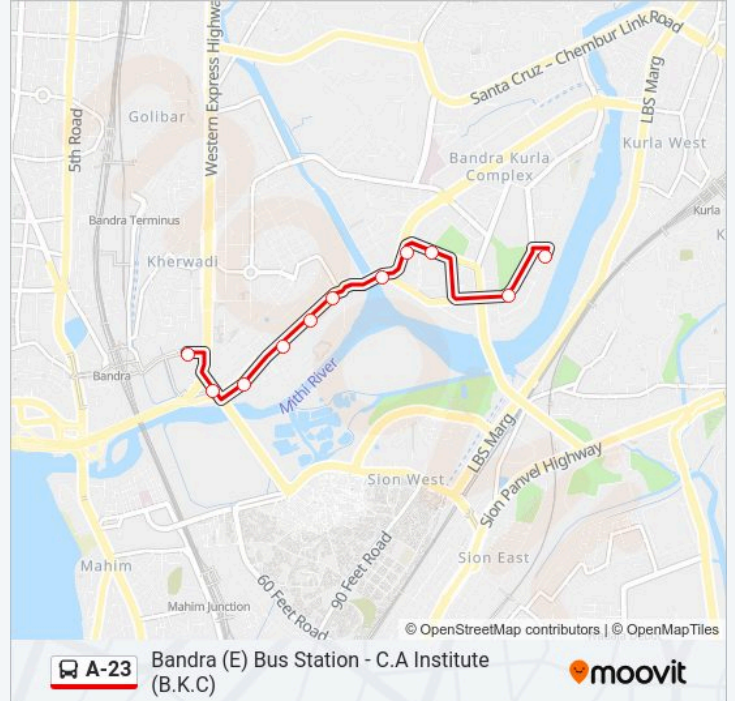 Santa Cruz – Chembur Link Road
Western Express Highwa
LBS Marg
5th Road
Golibar
Kurla West
Bandra Kurla
Complex
Kurla
K
Bandra Terminus
Kherwadi
Bandra
Mithi River
LBS Marg
Sion Panvel Highway
Sion West
Sion East
90 Feet Road
Mahim
60 Feet Road
Mahim Junction
© OpenStreetMap contributors | © OpenMapTiles
A-23
Bandra (E) Bus Station - C.A Institute
(B.K.C)
moovit